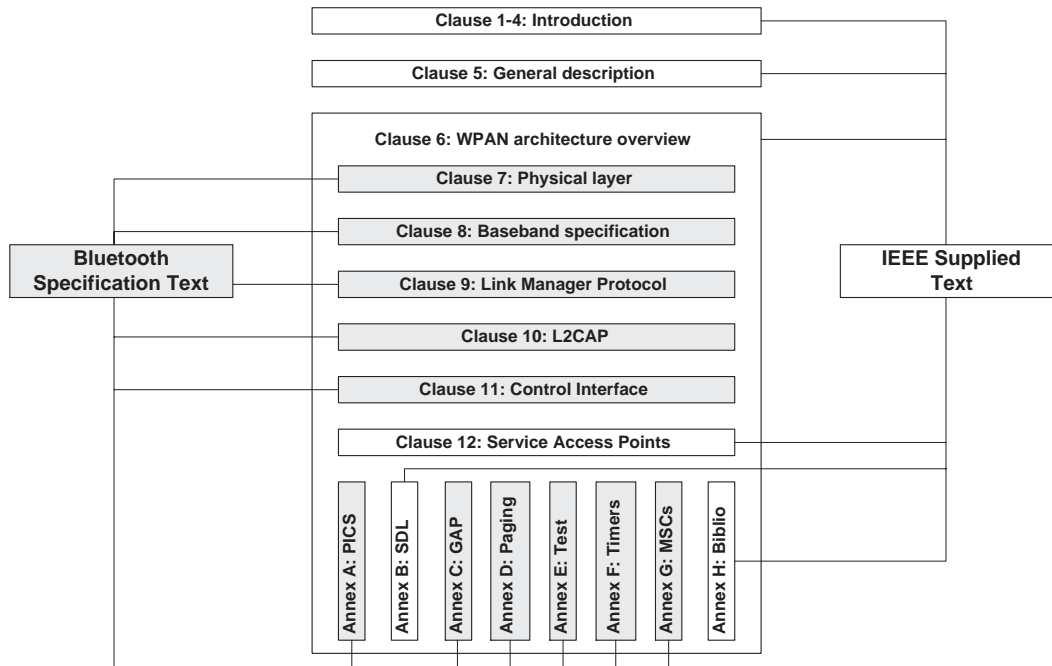 Clause 1-4: Introduction
Clause 5: General description
Clause 6: WPAN architecture overview
Clause 7: Physical layer
Clause 8: Baseband specification
Bluetooth
Specification Text
IEEE Supplied
Text
Clause 9: Link Manager Protocol
Clause 10: L2CAP
Clause 11: Control Interface
Clause 12: Service Access Points
Annex A: PICS
Annex B: SDL
Annex C: GAP
Annex D: Paging
Annex E: Test
Annex F: Timers
Annex G: MSCs
Annex H: Biblio